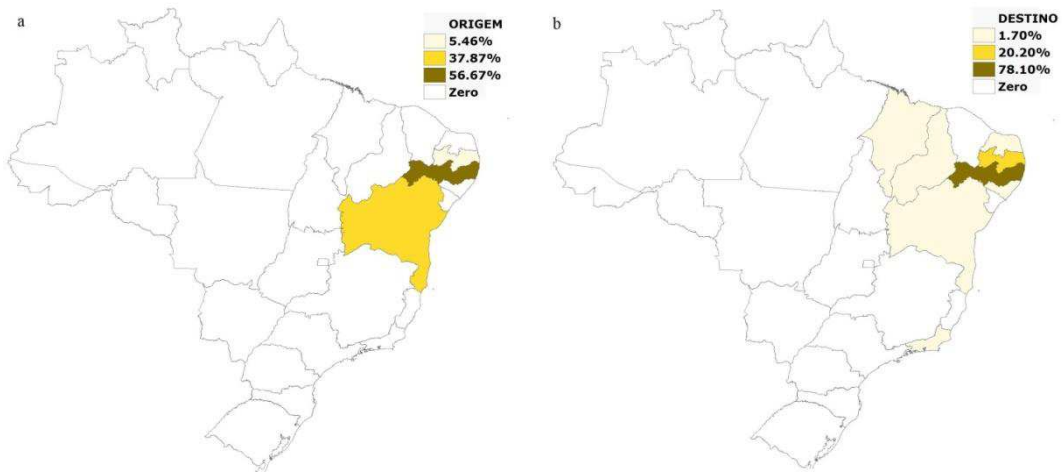 a
ORIGEM
5.46%
37.87%
56.67%
Zero
b
DESTINO
1.70%
20.20%
78.10%
Zero